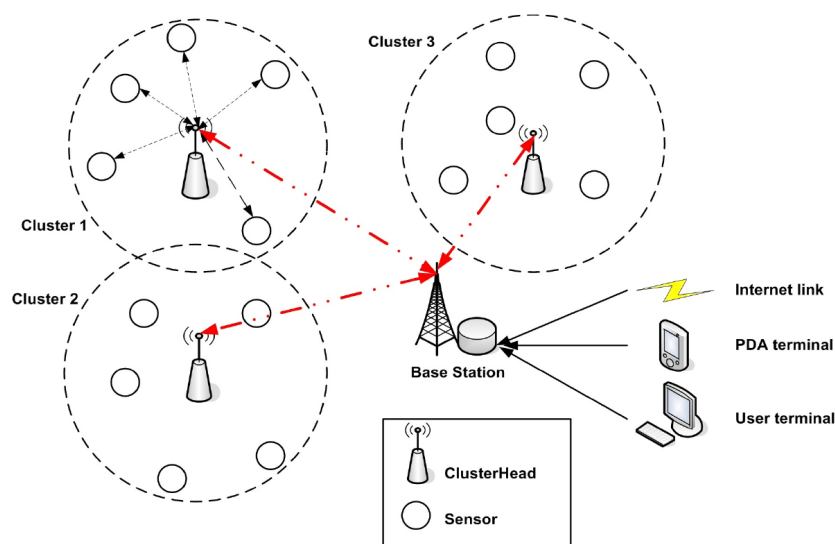 Cluster 3
Cluster 1
Cluster 2
Internet link
PDA terminal
Base Station
User terminal
ClusterHead
Sensor